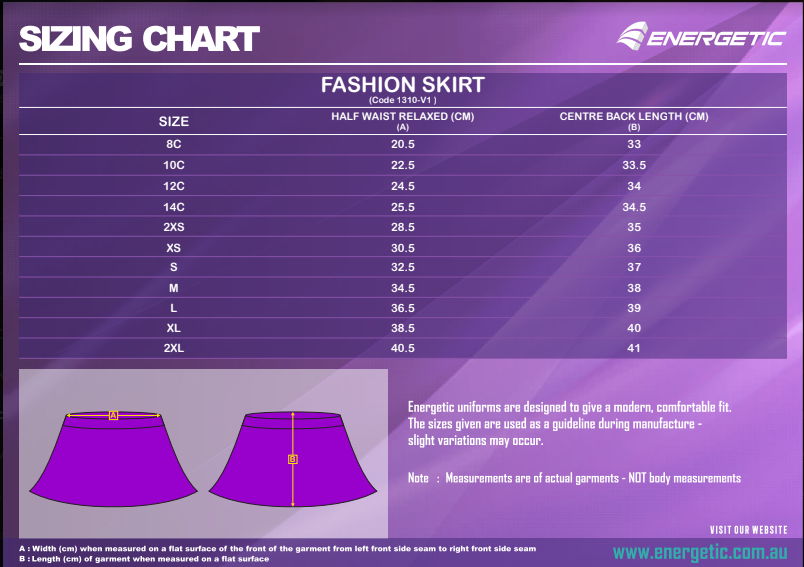 SIZING CHART
ENERGETIC
FASHION SKIRT
(Code 1310-V1 )
SIZE HALF WAIST RELAXED (CM) CENTRE BACK LENGTH (CM)
(A) (B)
8C 20.5 33
10C 22.5 33.5
12C 24.5 34
14C 25.5 34.5
2XS 28.5 35
XS 30.5 36
S 32.5 37
M 34.5 38
L 36.5 39
XL 38.5 40
2XL 40.5 41
A
B
Energetic uniforms are designed to give a modern, comfortable fit.
The sizes given are used as a guideline during manufacture -
slight variations may occur.
Note : Measurements are of actual garments - NOT body measurements
VISIT OUR WEBSITE
www.energetic.com.au
A : Width (cm) when measured on a flat surface of the front of the garment from left front side seam to right front side seam
B : Length (cm) of garment when measured on a flat surface